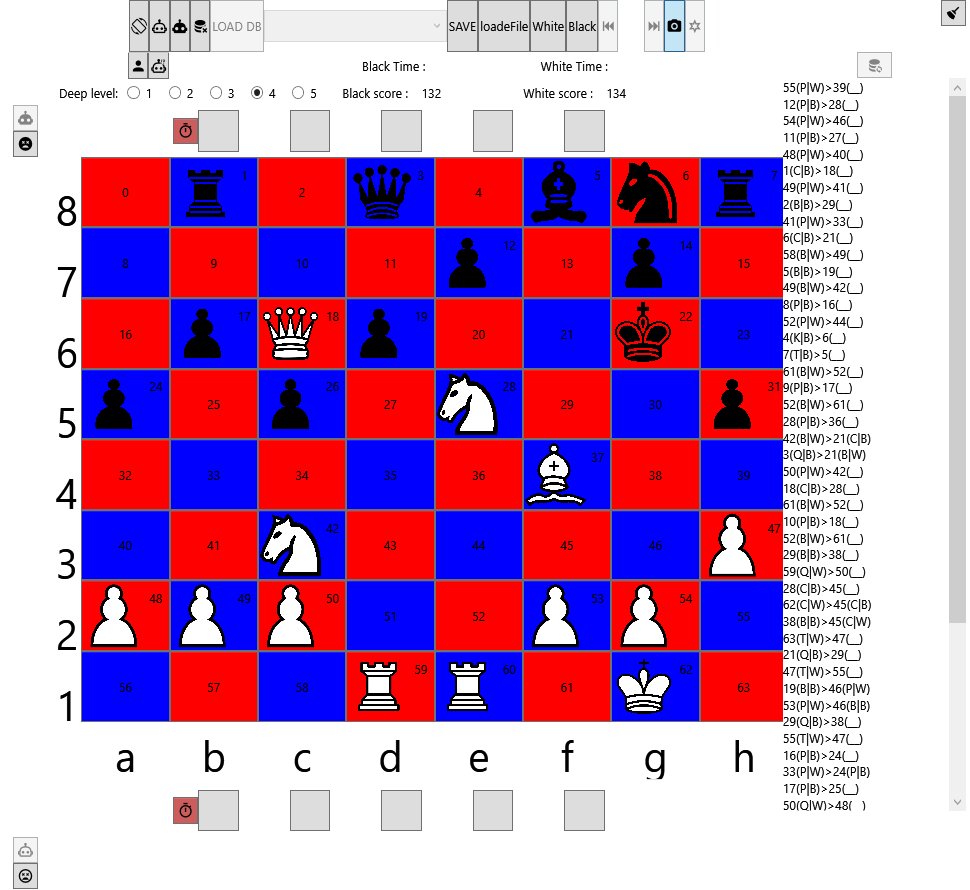 LOAD DB SAVE loadeFile White Black
Black Time : White Time :
Deep level: 1 2 3 4 5 Black score : 132 White score : 134
8 0 1 2 3 4 5 6 7
7 8 9 10 11 12 13 14 15
6 16 17 18 19 20 21 22 23
5 24 25 26 27 28 29 30 31
4 32 33 34 35 36 37 38 39
3 40 41 42 43 44 45 46 47
2 48 49 50 51 52 53 54 55
1 56 57 58 59 60 61 62 63
a b c d e f g h
55(P|W)>39(__)
12(P|B)>28(__)
54(P|W)>46(__)
11(P|B)>27(__)
48(P|W)>40(__)
1(C|B)>18(__)
49(P|W)>41(__)
2(B|B)>29(__)
41(P|W)>33(__)
6(C|B)>21(__)
58(B|W)>49(__)
5(B|B)>19(__)
49(B|W)>42(__)
8(P|B)>16(__)
52(P|W)>44(__)
4(K|B)>6(__)
7(T|B)>5(__)
61(B|W)>52(__)
9(P|B)>17(__)
52(B|W)>61(__)
28(P|B)>36(__)
42(B|W)>21(C|B)
3(Q|B)>21(B|W)
50(P|W)>42(__)
18(C|B)>28(__)
61(B|W)>52(__)
10(P|B)>18(__)
52(B|W)>61(__)
29(B|B)>38(__)
59(Q|W)>50(__)
28(C|B)>45(__)
62(C|W)>45(C|B)
38(B|B)>45(C|W)
63(T|W)>47(__)
21(Q|B)>29(__)
47(T|W)>55(__)
19(B|B)>46(P|W)
53(P|W)>46(B|B)
29(Q|B)>38(__)
55(T|W)>47(__)
16(P|B)>24(__)
33(P|W)>24(P|B)
17(P|B)>25(__)
50(Q|W)>48(__)